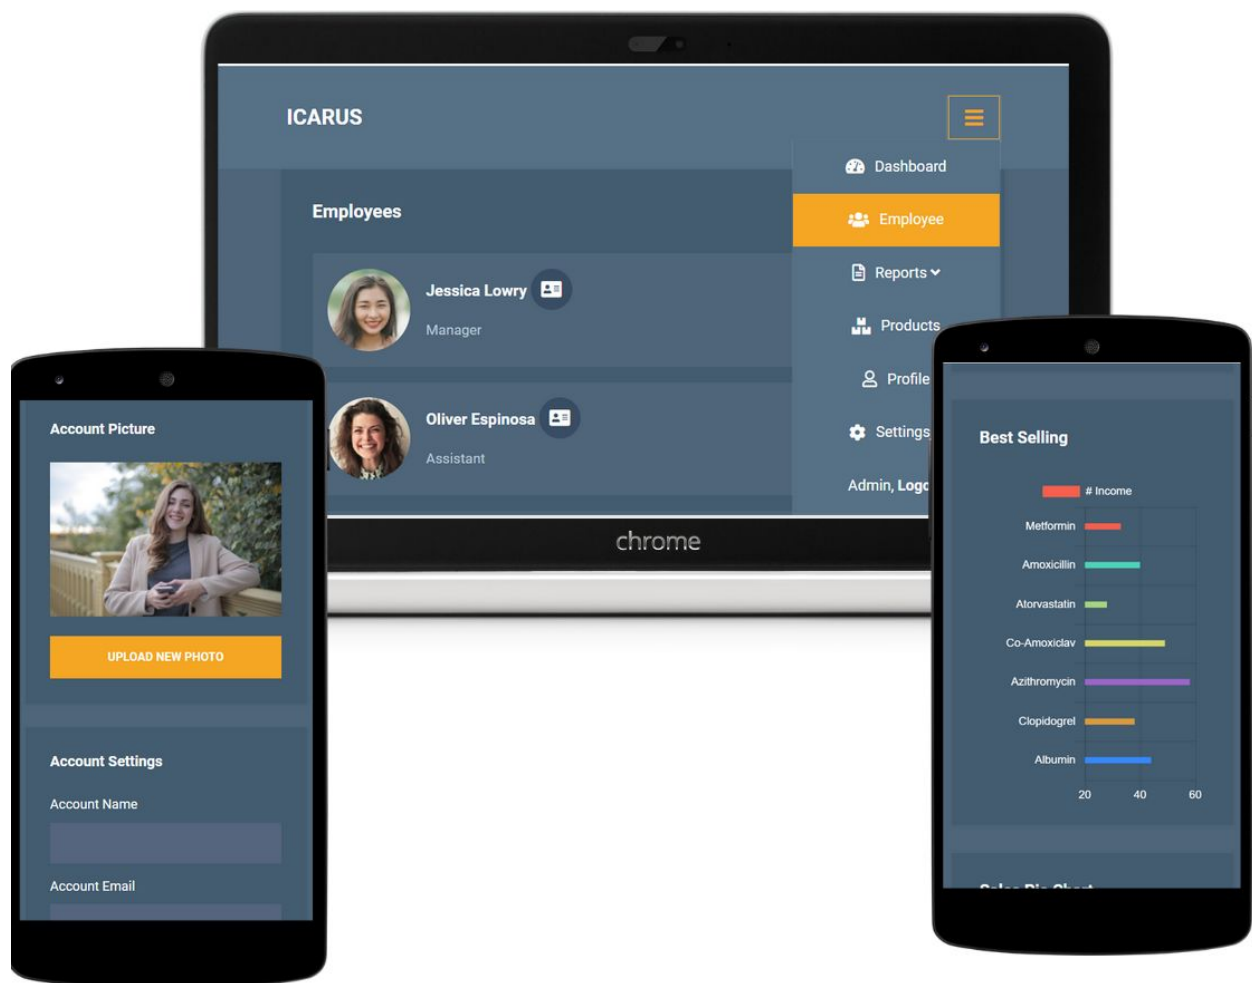 ICARUS
Dashboard
Employees
Employee
Jessica Lowry
Manager
Reports
Products
Oliver Espinosa
Assistant
Profile
Settings
Admin,
chrome
Account Picture
UPLOAD NEW PHOTO
Account Settings
Account Name
Account Email
Best Selling
# Income
Metformin
Amoxicillin
Atorvastatin
Co-Amoxiclav
Azithromycin
Clopidogrel
Albumin
20 40 60